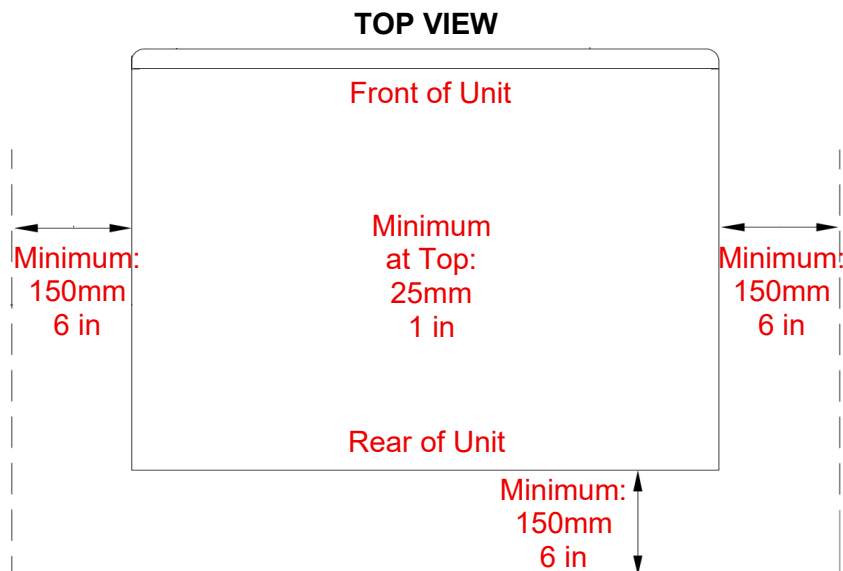 TOP VIEW
Front of Unit
Minimum:
150mm
6 in
Minimum
at Top:
25mm
1 in
Minimum:
150mm
6 in
Rear of Unit
Minimum:
150mm
6 in